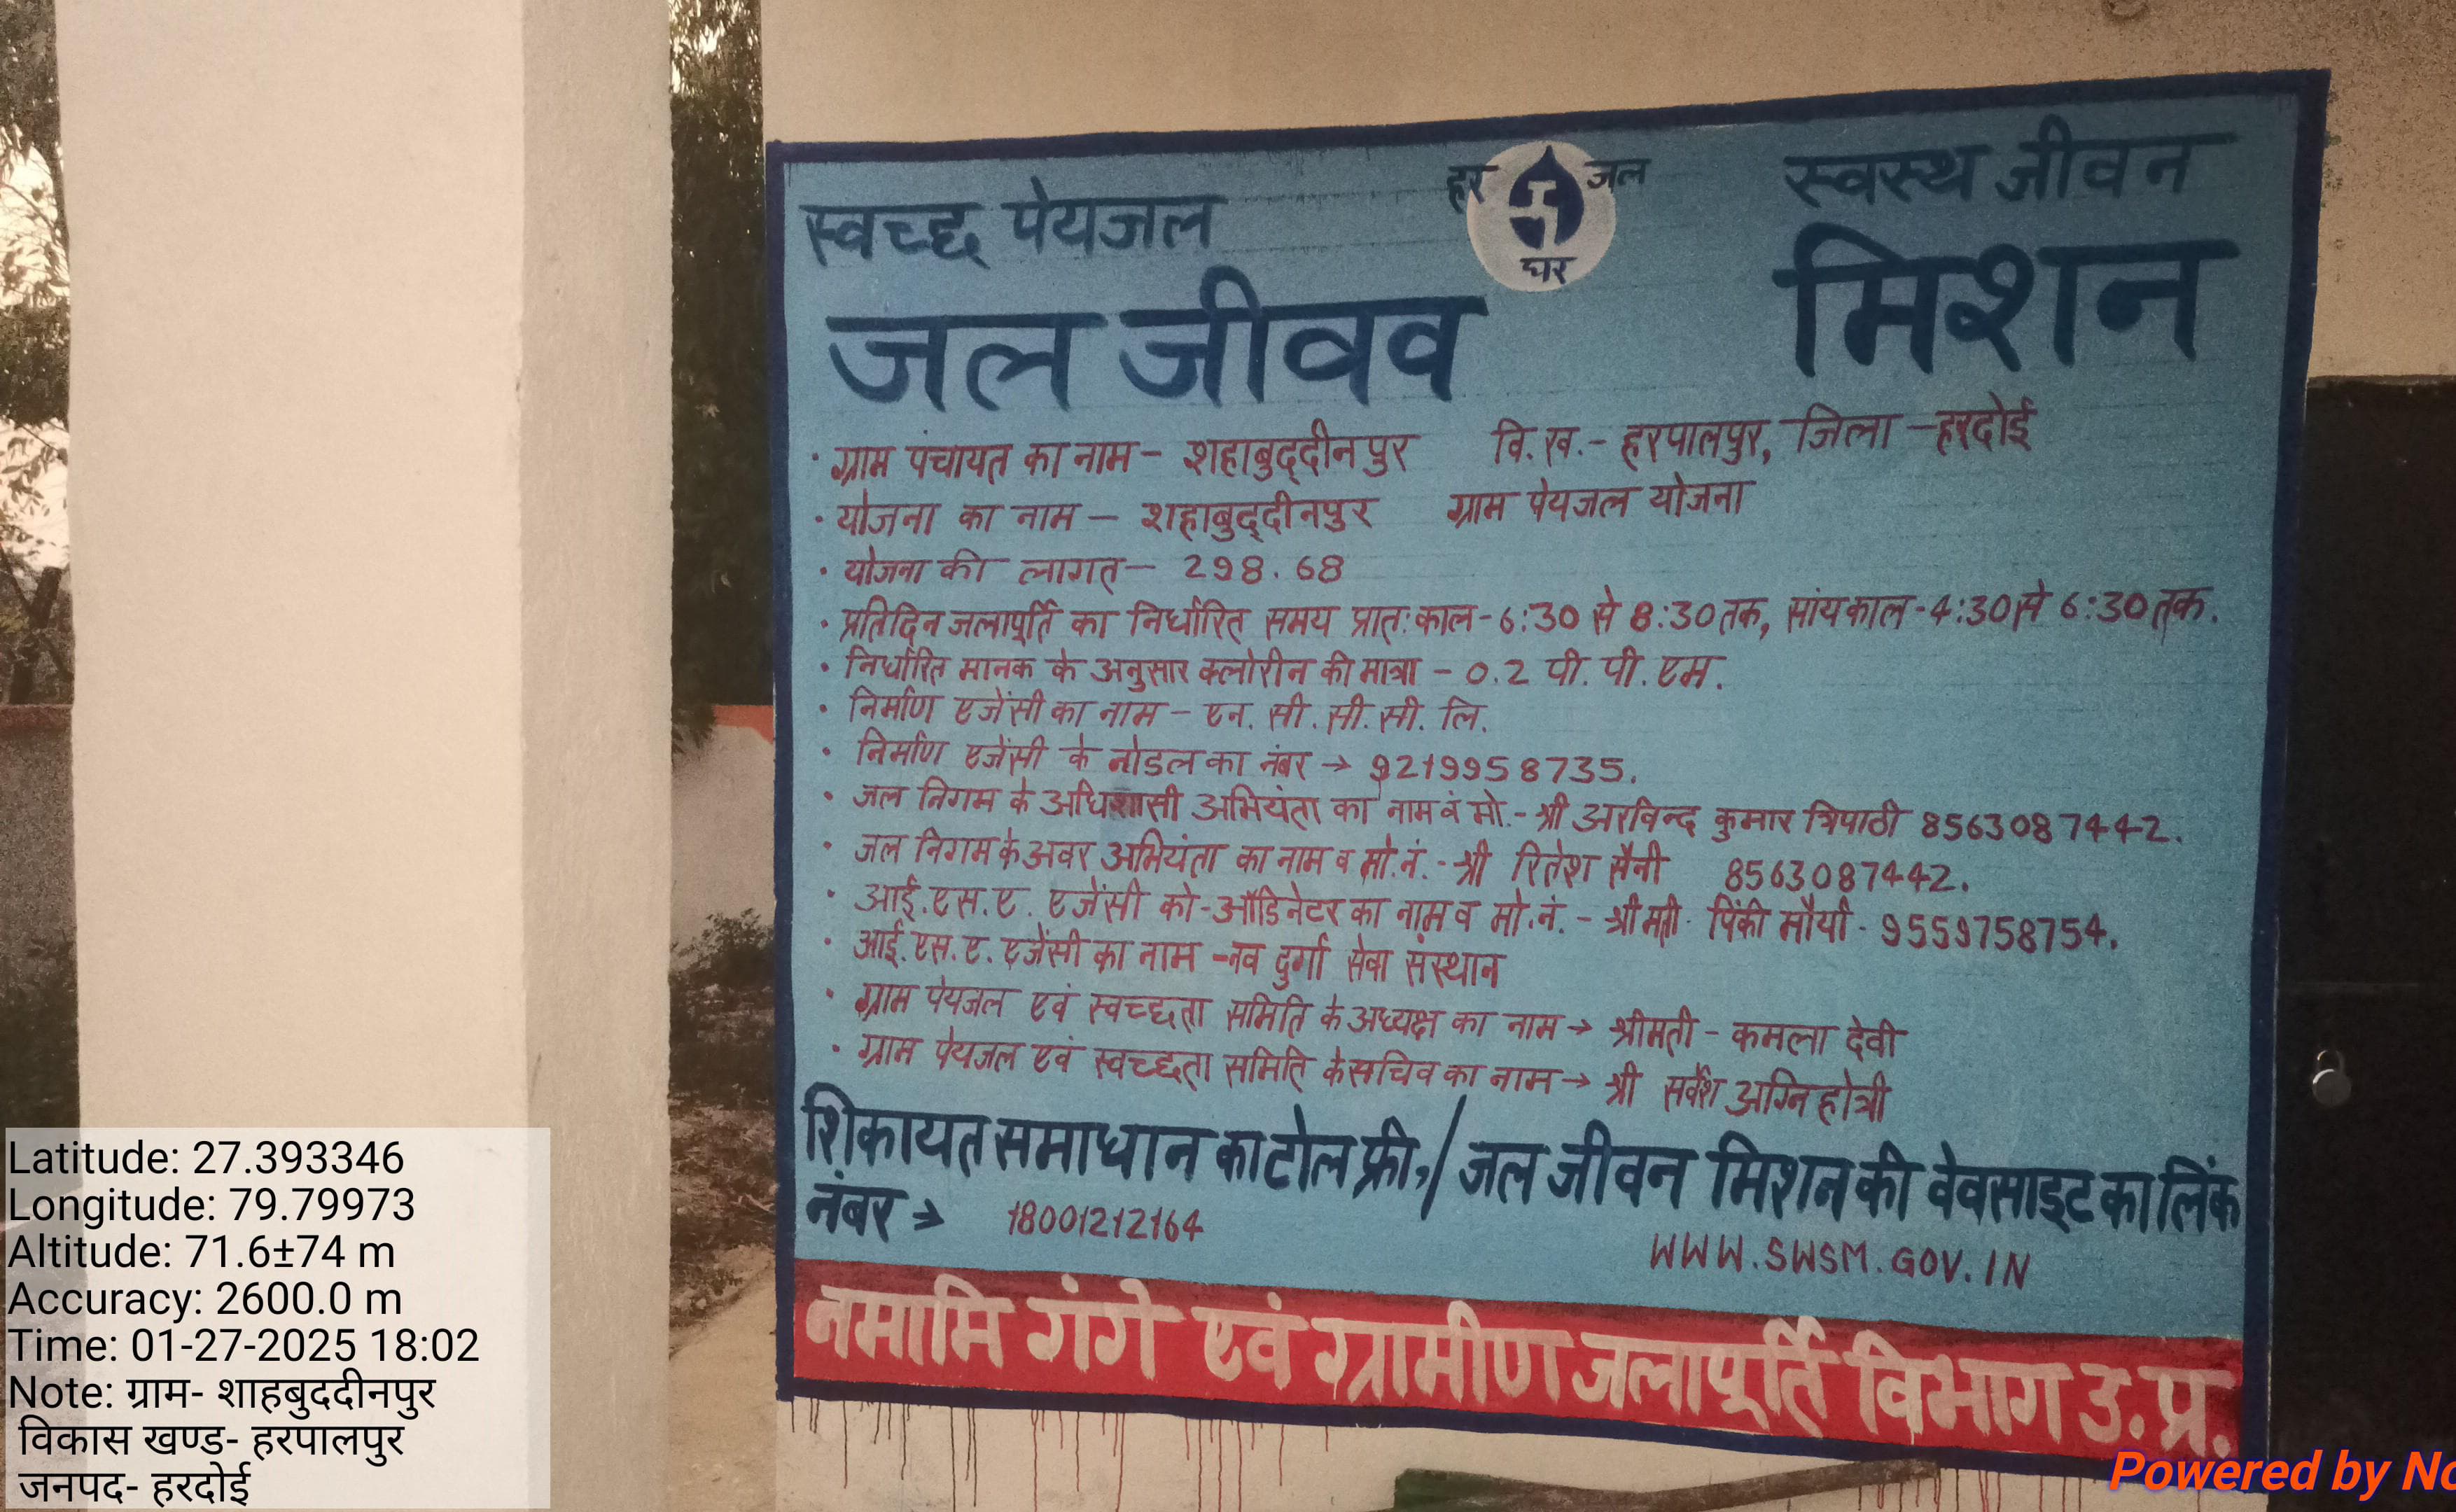 स्वच्छ पेयजल
हर जल
घर
स्वस्थ जीवन
जल जीवव मिशन
· ग्राम पंचायत का नाम - शहाबुद्दीनपुर वि.ख.- हरपालपुर, जिला - हरदोई
· योजना का नाम - शहाबुद्दीनपुर ग्राम पेयजल योजना
· योजना की लागत - 298.68
· प्रतिदिन जलापूर्ति का निर्धारित समय प्रात:काल - 6:30 से 8:30 तक, सांयकाल - 4:30 से 6:30 तक.
· निर्धारित मानक के अनुसार क्लोरीन की मात्रा - 0.2 पी. पी. एम.
· निर्माण एजेंसी का नाम - एन. सी. सी. सी. लि.
· निर्माण एजेंसी के नोडल का नंबर → 9219958735.
· जल निगम के अधिशासी अभियंता का नाम वं मो.- श्री अरविन्द कुमार त्रिपाठी 8563087442.
· जल निगम के अवर अभियंता का नाम व मो.नं. - श्री रितेश सैनी 8563087442.
· आई.एस.ए. एजेंसी को-ऑडिनेटर का नाम व मो.नं. - श्रीमती पिंकी मौर्या - 9559758754.
· आई.एस.ए. एजेंसी का नाम - नव दुर्गा सेवा संस्थान
· ग्राम पेयजल एवं स्वच्छता समिति के अध्यक्ष का नाम → श्रीमती - कमला देवी
· ग्राम पेयजल एवं स्वच्छता समिति के सचिव का नाम → श्री सर्वेश अग्निहोत्री
शिकायत समाधान का टोल फ्री,/ जल जीवन मिशन की वेवसाइट का लिंक
नंबर → 18001212164 WWW.SWSM.GOV.IN
नमामि गंगे एवं ग्रामीण जलापूर्ति विभाग उ.प्र.
Latitude: 27.393346
Longitude: 79.79973
Altitude: 71.6±74 m
Accuracy: 2600.0 m
Time: 01-27-2025 18:02
Note: ग्राम- शाहबुददीनपुर
विकास खण्ड- हरपालपुर
जनपद- हरदोई
Powered by No